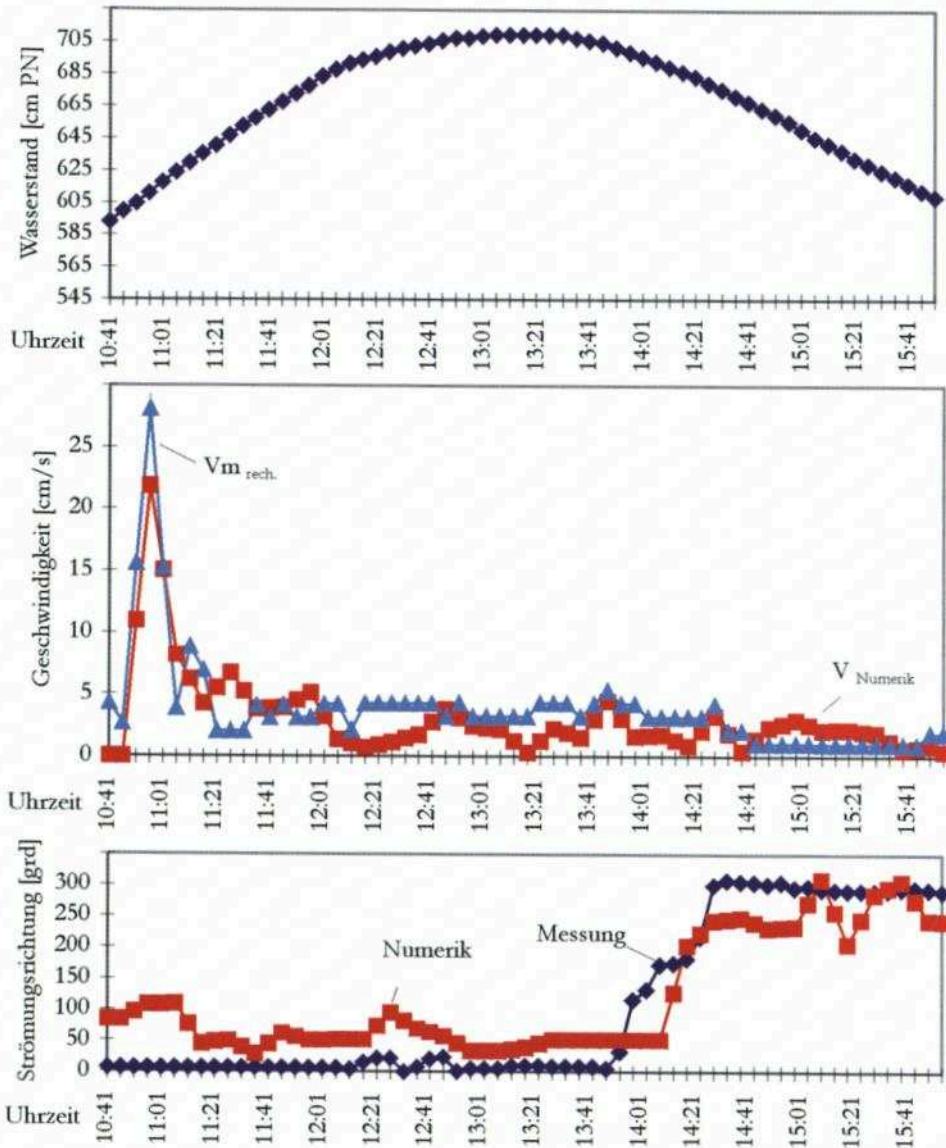 Wasserstand [cm PN]
705
685
665
645
625
605
585
565
545
Uhrzeit
10:41 11:01 11:21 11:41 12:01 12:21 12:41 13:01 13:21 13:41 14:01 14:21 14:41 15:01 15:21 15:41
Geschwindigkeit [cm/s]
25
20
15
10
5
0
Vm rech.
V Numerik
Uhrzeit
10:41 11:01 11:21 11:41 12:01 12:21 12:41 13:01 13:21 13:41 14:01 14:21 14:41 15:01 15:21 15:41
Strömungsrichtung [grd]
300
250
200
150
100
50
0
Numerik
Messung
Uhrzeit
10:41 11:01 11:21 11:41 12:01 12:21 12:41 13:01 13:21 13:41 14:01 14:21 14:41 15:01 15:21 5:41